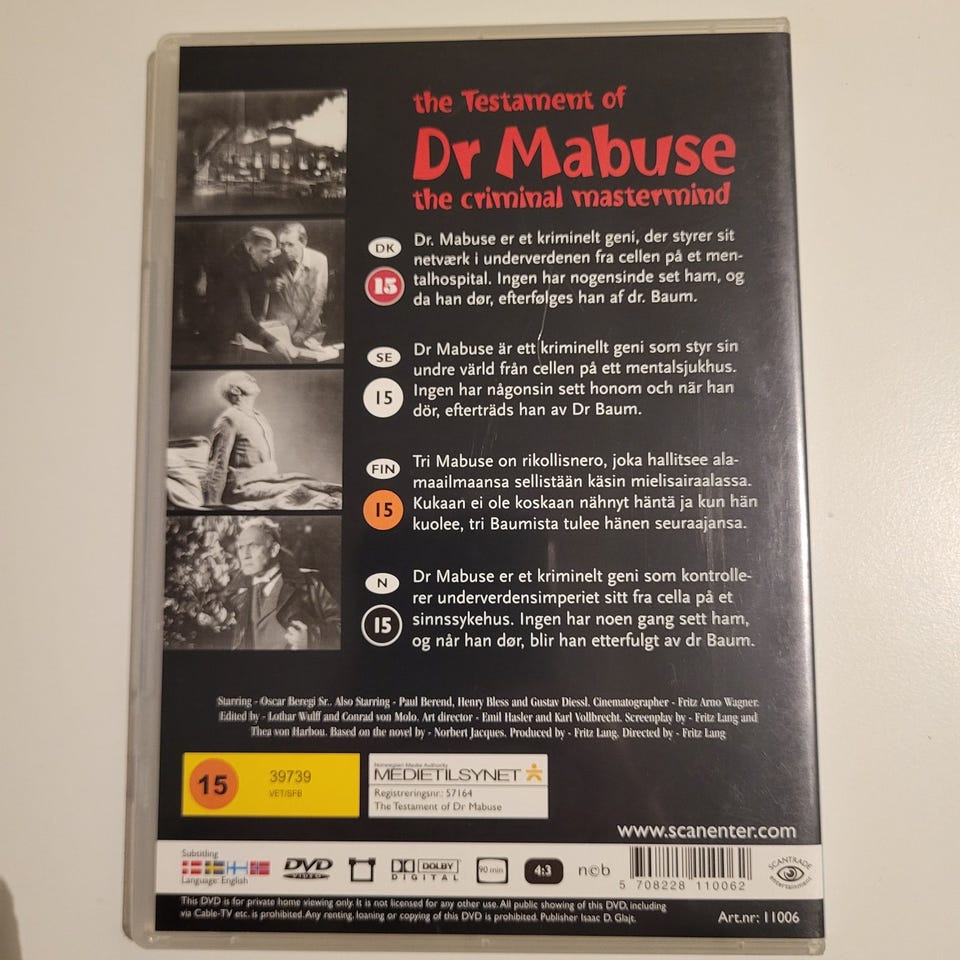 the Testament of
Dr Mabuse
the criminal mastermind
DK
15
Dr. Mabuse er et kriminelt geni, der styrer sit
netværk i underverdenen fra cellen på et men-
talhospital. Ingen har nogensinde set ham, og
da han dør, efterfølges han af dr. Baum.
SE
15
Dr Mabuse är ett kriminellt geni som styr sin
undre värld från cellen på ett mentalsjukhus.
Ingen har någonsin sett honom och när han
dör, efterträds han av Dr Baum.
FIN
15
Tri Mabuse on rikollisnero, joka hallitsee ala-
maailmaansa sellistään käsin mielisairaalassa.
Kukaan ei ole koskaan nähnyt häntä ja kun hän
kuolee, tri Baumista tulee hänen seuraajansa.
N
15
Dr Mabuse er et kriminelt geni som kontrolle-
rer underverdensimperiet sitt fra cella på et
sinnssykehus. Ingen har noen gang sett ham,
og når han dør, blir han etterfulgt av dr Baum.
Starring - Oscar Beregi Sr.. Also Starring - Paul Berend, Henry Bless and Gustav Diessl. Cinematographer - Fritz Arno Wagner.
Edited by - Lothar Wulff and Conrad von Molo. Art director - Emil Hasler and Karl Vollbrecht. Screenplay by - Fritz Lang and
Thea von Harbou. Based on the novel by - Norbert Jacques. Produced by - Fritz Lang. Directed by - Fritz Lang
15
39739
VET/SFB
Norwegian Media Authority
MEDIETILSYNET
Registreringsnr.: 57164
The Testament of Dr Mabuse
www.scanenter.com
Subtitling
Language: English
DVD
VIDEO
DOLBY
DIGITAL
90 min
4:3
ncb
5 708228 110062
SCANTRADE
entertainment
This DVD is for private home viewing only. It is not licensed for any other use. All public showing of this DVD, including
via Cable-TV etc. is prohibited. Any renting, loaning or copying of this DVD is prohibited. Publisher Isaac D. Glajt.
Art.nr: 11006